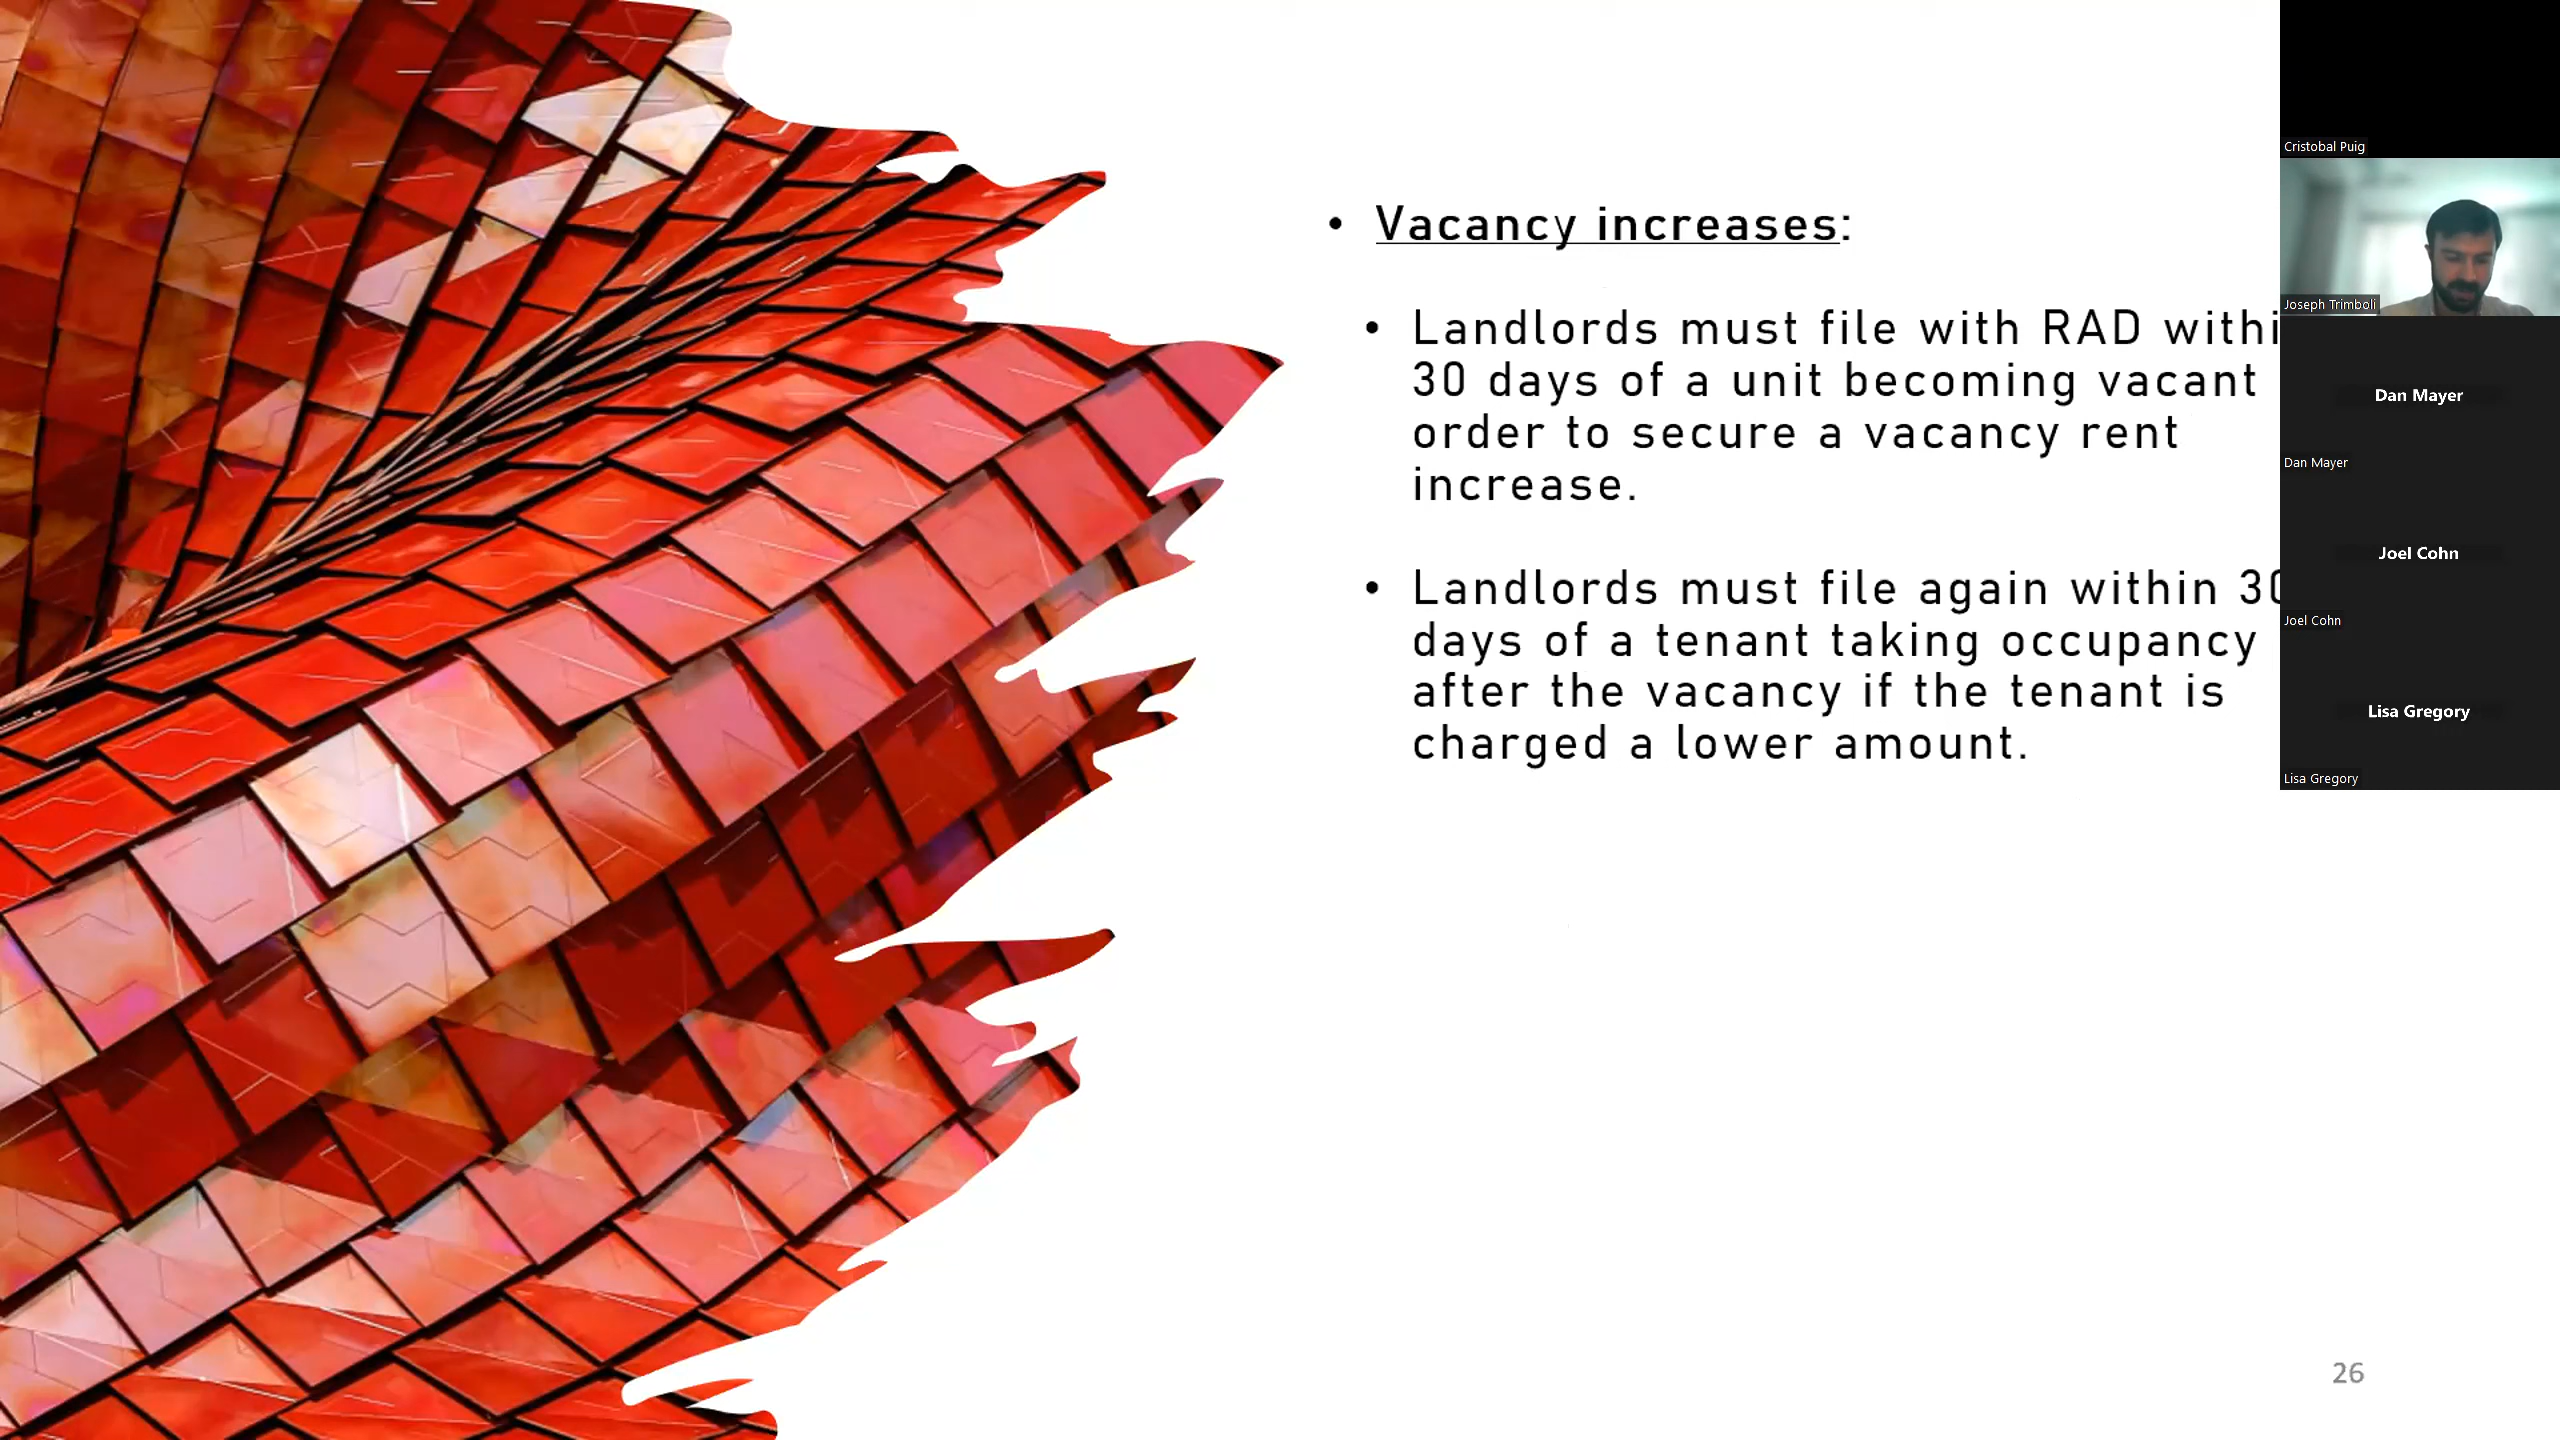 • Vacancy increases:
• Landlords must file with RAD withi
30 days of a unit becoming vacant
order to secure a vacancy rent
increase.
• Landlords must file again within 30
days of a tenant taking occupancy
after the vacancy if the tenant is
charged a lower amount.
26
Cristobal Puig
Joseph Trimboli
Dan Mayer
Dan Mayer
Joel Cohn
Joel Cohn
Lisa Gregory
Lisa Gregory